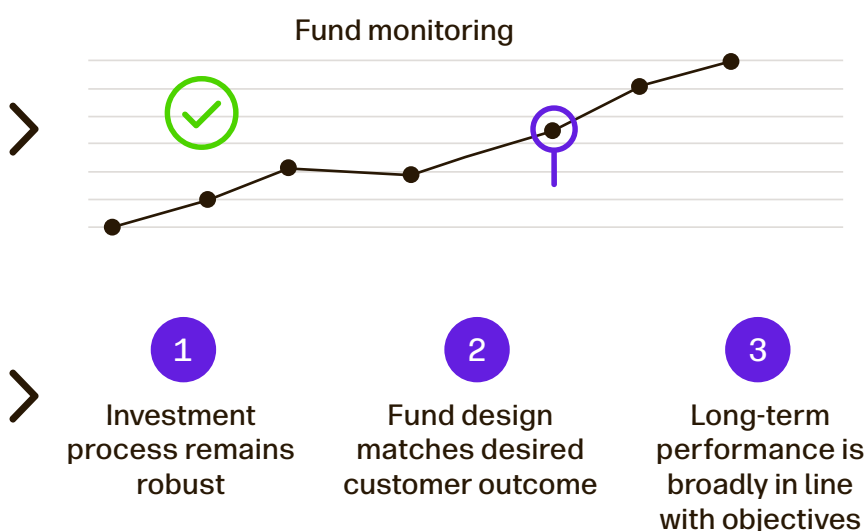 Fund monitoring
1
Investment
process remains
robust
2
Fund design
matches desired
customer outcome
3
Long-term
performance is
broadly in line
with objectives